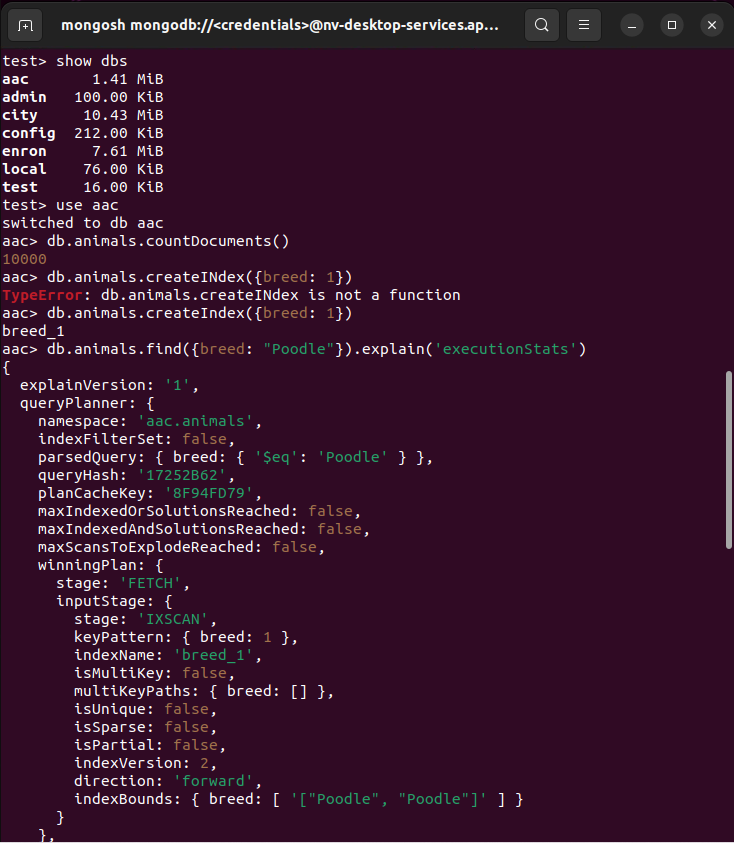 mongosh mongodb://<credentials>@nv-desktop-services.ap...
test> show dbs
aac       1.41 MiB
admin   100.00 KiB
city     10.43 MiB
config  212.00 KiB
enron     7.61 MiB
local    76.00 KiB
test     16.00 KiB
test> use aac
switched to db aac
aac> db.animals.countDocuments()
10000
aac> db.animals.createINdex({breed: 1})
TypeError: db.animals.createINdex is not a function
aac> db.animals.createIndex({breed: 1})
breed_1
aac> db.animals.find({breed: "Poodle"}).explain('executionStats')
{
  explainVersion: '1',
  queryPlanner: {
    namespace: 'aac.animals',
    indexFilterSet: false,
    parsedQuery: { breed: { '$eq': 'Poodle' } },
    queryHash: '17252B62',
    planCacheKey: '8F94FD79',
    maxIndexedOrSolutionsReached: false,
    maxIndexedAndSolutionsReached: false,
    maxScansToExplodeReached: false,
    winningPlan: {
      stage: 'FETCH',
      inputStage: {
        stage: 'IXSCAN',
        keyPattern: { breed: 1 },
        indexName: 'breed_1',
        isMultiKey: false,
        multiKeyPaths: { breed: [] },
        isUnique: false,
        isSparse: false,
        isPartial: false,
        indexVersion: 2,
        direction: 'forward',
        indexBounds: { breed: [ '["Poodle", "Poodle"]' ] }
      }
    },